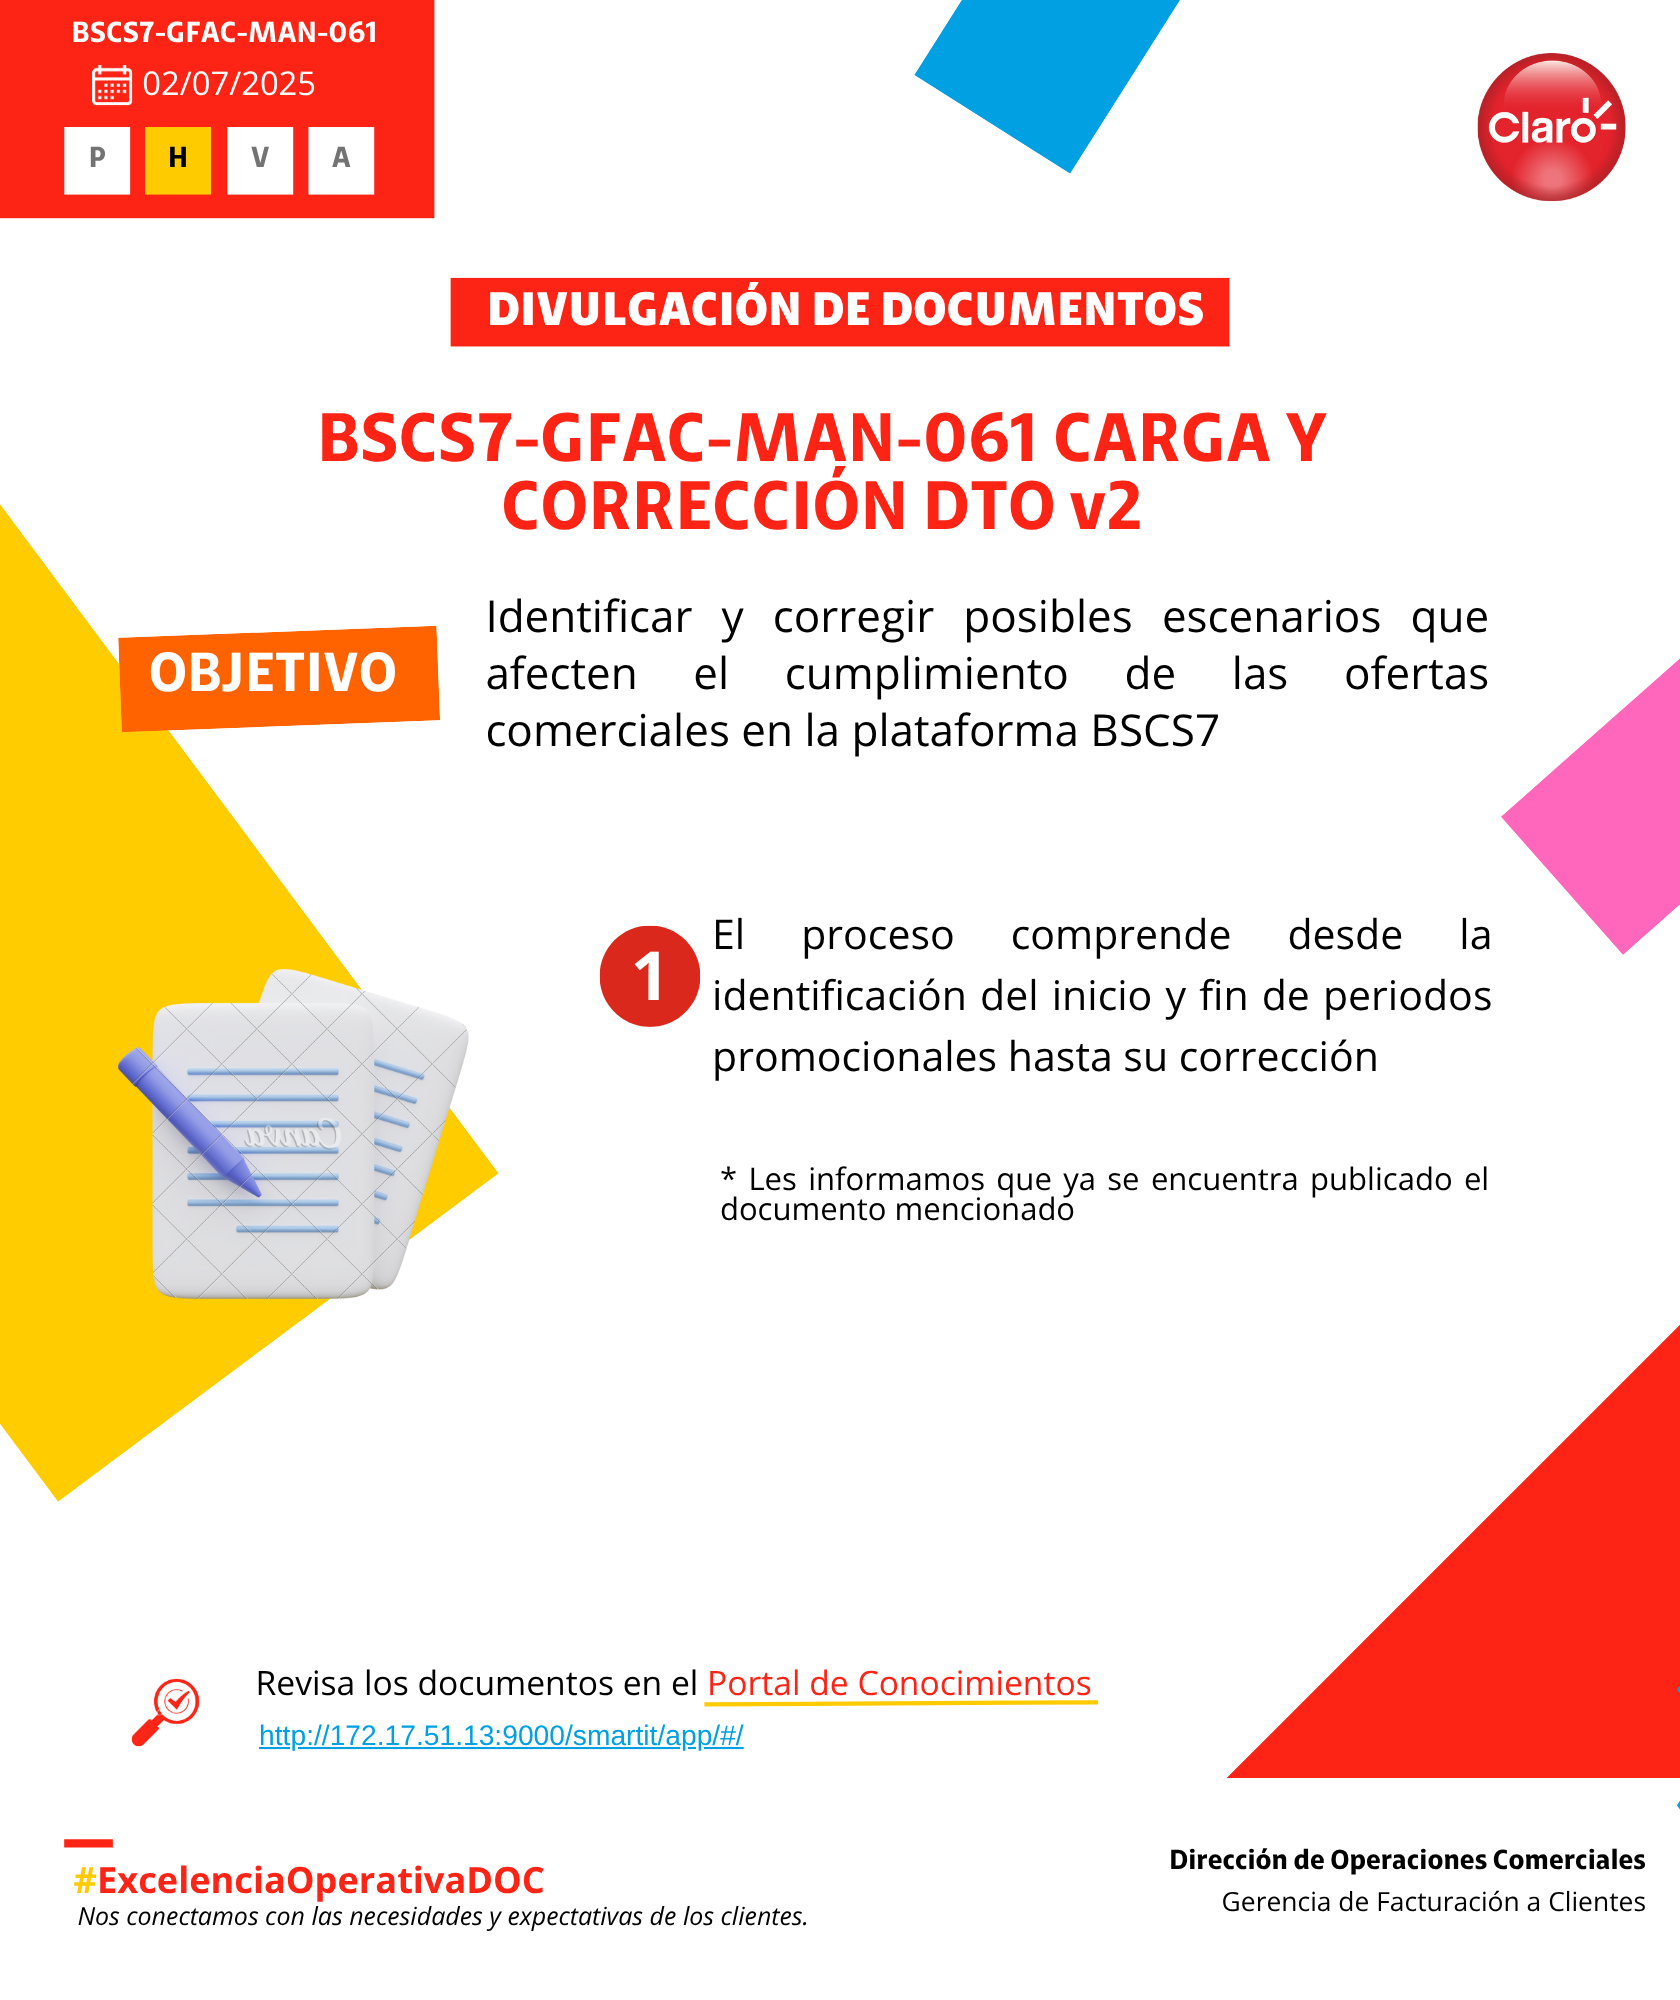 BSCS7-GFAC-MAN-061
02/07/2025
P H V A
Claro
DIVULGACIÓN DE DOCUMENTOS
BSCS7-GFAC-MAN-061 CARGA Y
CORRECCIÓN DTO v2
OBJETIVO
Identificar y corregir posibles escenarios que
afecten el cumplimiento de las ofertas
comerciales en la plataforma BSCS7
1
El proceso comprende desde la
identificación del inicio y fin de periodos
promocionales hasta su corrección
Canva
* Les informamos que ya se encuentra publicado el
documento mencionado
Revisa los documentos en el Portal de Conocimientos
http://172.17.51.13:9000/smartit/app/#/
#ExcelenciaOperativaDOC
Nos conectamos con las necesidades y expectativas de los clientes.
Dirección de Operaciones Comerciales
Gerencia de Facturación a Clientes